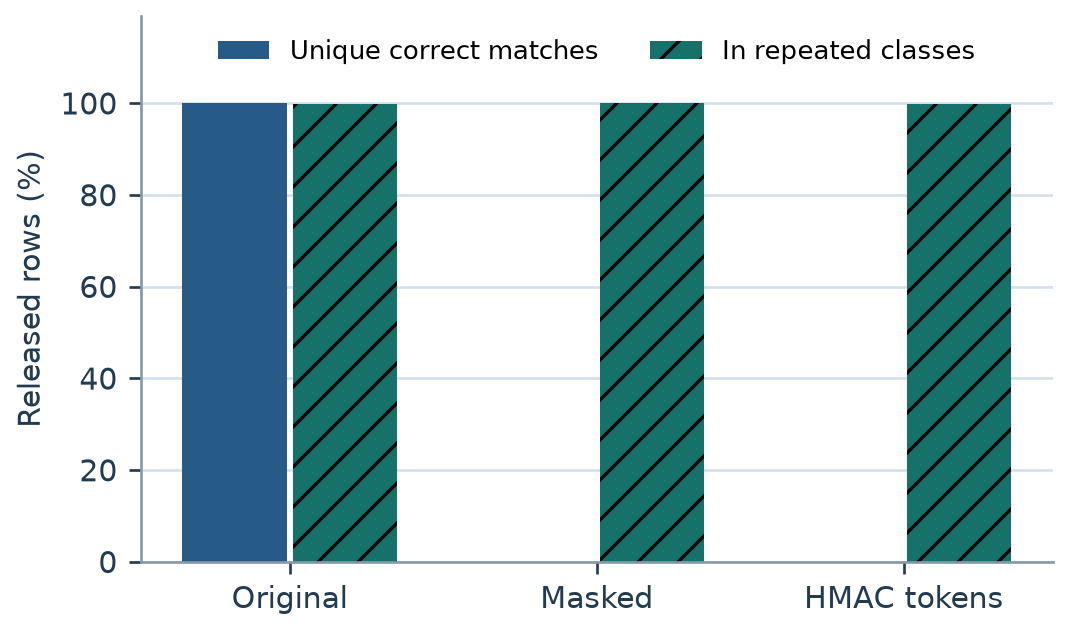 Unique correct matches
In repeated classes
Released rows (%)
100
80
60
40
20
0
Original
Masked
HMAC tokens